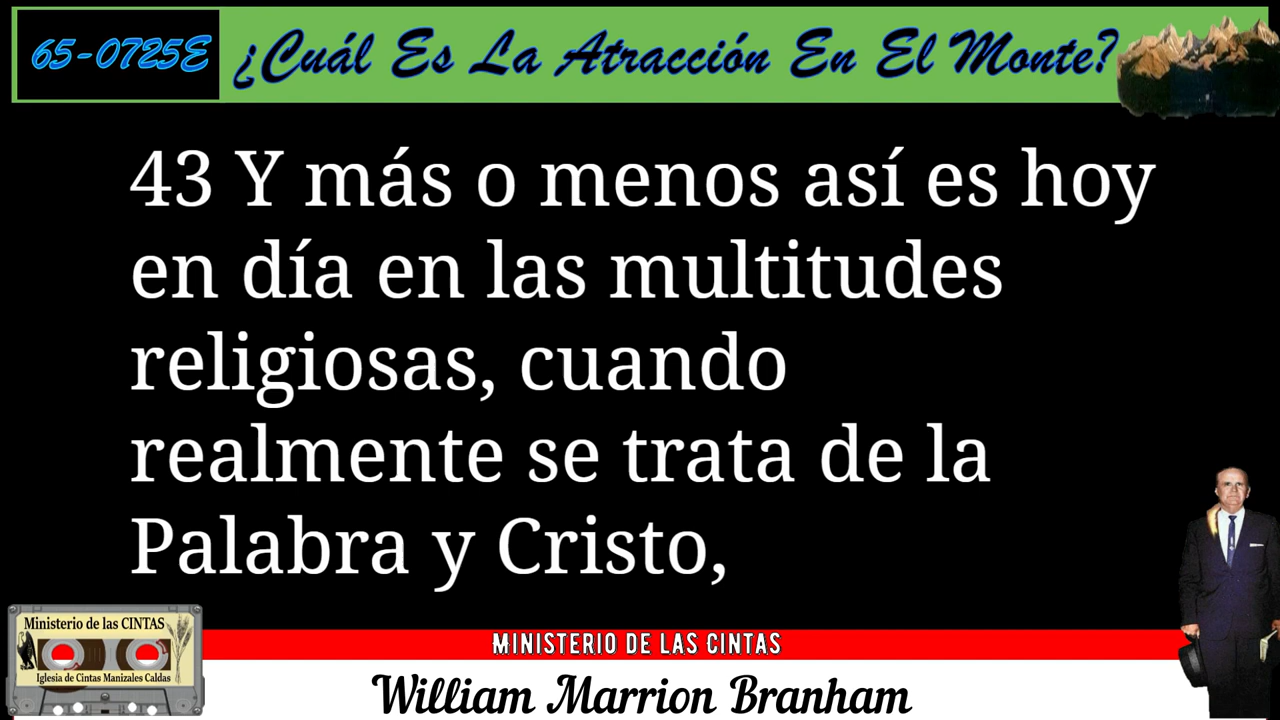 65-0725E ¿Cuál Es La Atracción En El Monte?
43 Y más o menos así es hoy
en día en las multitudes
religiosas, cuando
realmente se trata de la
Palabra y Cristo,
Ministerio de las CINTAS
Iglesia de Cintas Manizales Caldas
MINISTERIO DE LAS CINTAS
William Marrion Branham